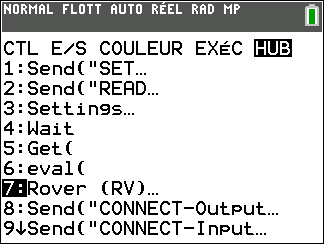 NORMAL FLOTT AUTO RÉEL RAD MP
CTL E/S COULEUR EXÉC HUB
1:Send("SET…
2:Send("READ…
3:Settings…
4:Wait
5:Get(
6:eval(
7:Rover (RV)…
8:Send("CONNECT-Output…
9↓Send("CONNECT-Input…